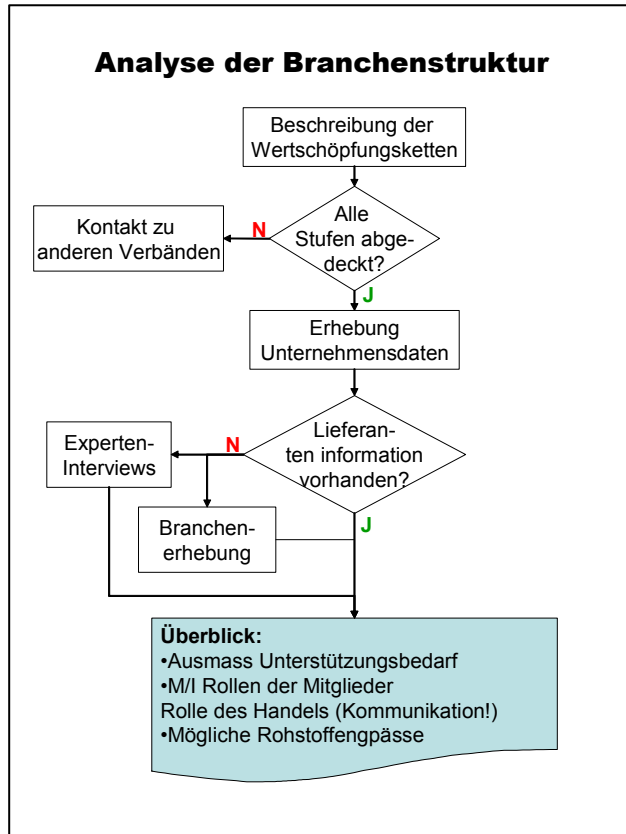 Analyse der Branchenstruktur
Beschreibung der
Wertschöpfungsketten
Alle
Stufen abge-
deckt?
N
Kontakt zu
anderen Verbänden
J
Erhebung
Unternehmensdaten
Lieferan-
ten information
vorhanden?
N
Experten-
Interviews
Branchen-
erhebung
J
Überblick:
•Ausmass Unterstützungsbedarf
•M/I Rollen der Mitglieder
Rolle des Handels (Kommunikation!)
•Mögliche Rohstoffengpässe